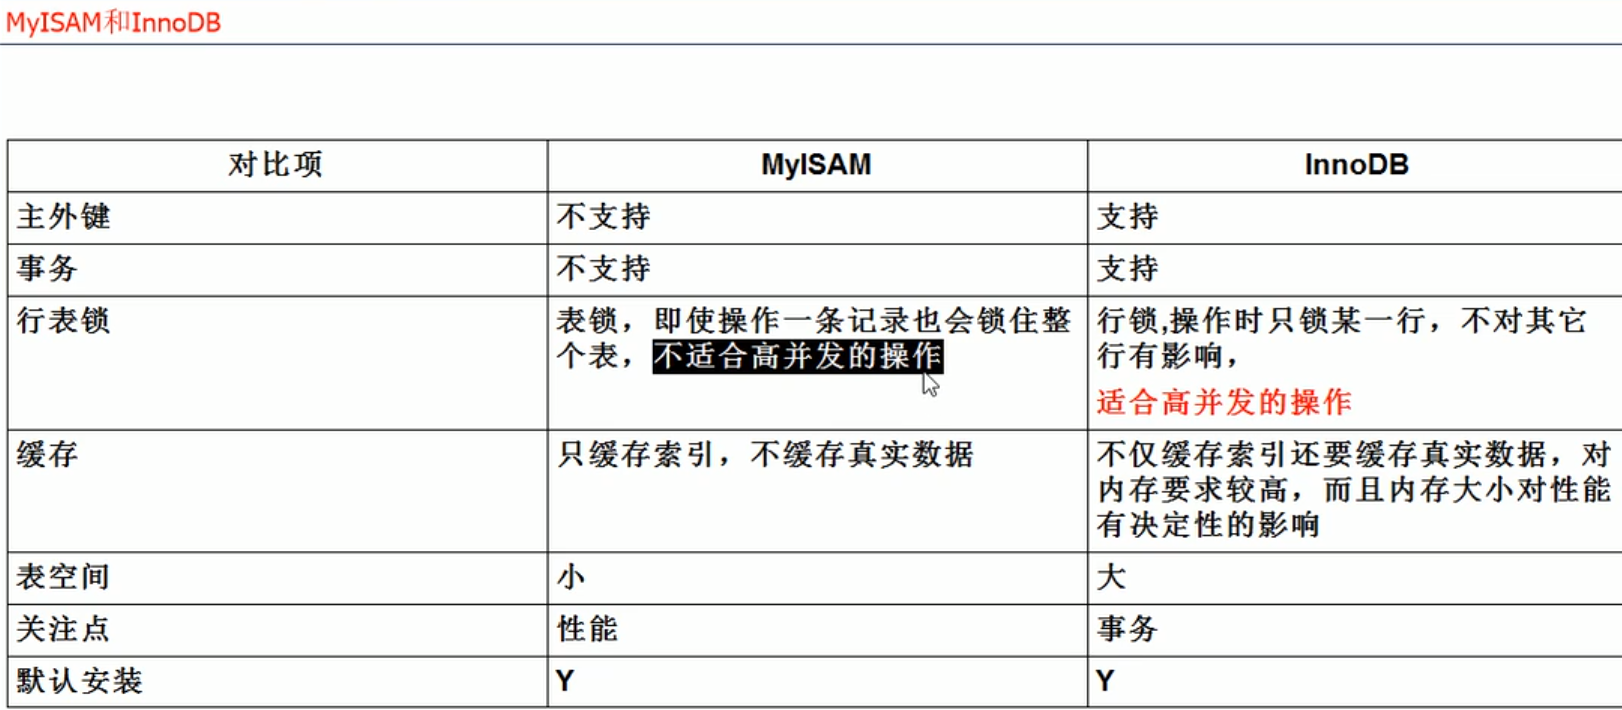 MyISAM和InnoDB
对比项 MyISAM InnoDB
主外键 不支持 支持
事务 不支持 支持
行表锁
表锁，即使操作一条记录也会锁住整
个表，不适合高并发的操作
行锁,操作时只锁某一行，不对其它
行有影响，
适合高并发的操作
缓存
只缓存索引，不缓存真实数据
不仅缓存索引还要缓存真实数据，对
内存要求较高，而且内存大小对性能
有决定性的影响
表空间 小 大
关注点 性能 事务
默认安装 Y Y